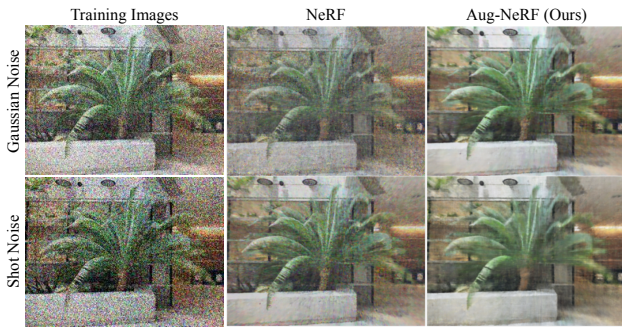 Training Images
NeRF
Aug-NeRF (Ours)
Gaussian Noise
Shot Noise